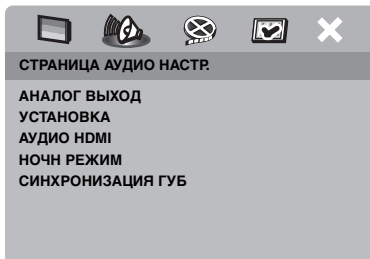 СТРАНИЦА АУДИО НАСТР.
АНАЛОГ ВЫХОД
УСТАНОВКА
АУДИО HDMI
НОЧН РЕЖИМ
СИНХРОНИЗАЦИЯ ГУБ